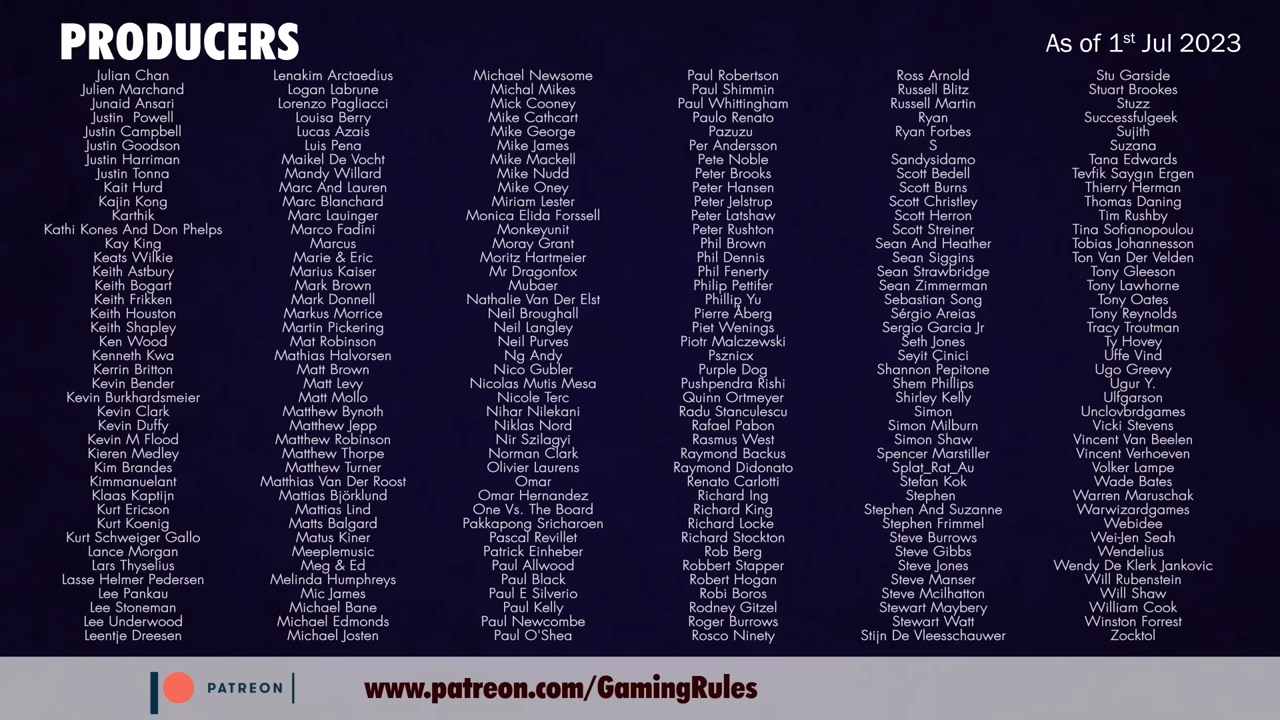 PRODUCERS
As of 1st Jul 2023
Julian Chan
Julien Marchand
Junaid Ansari
Justin  Powell
Justin Campbell
Justin Goodson
Justin Harriman
Justin Tonna
Kait Hurd
Kajin Kong
Karthik
Kathi Kones And Don Phelps
Kay King
Keats Wilkie
Keith Astbury
Keith Bogart
Keith Frikken
Keith Houston
Keith Shapley
Ken Wood
Kenneth Kwa
Kerrin Britton
Kevin Bender
Kevin Burkhardsmeier
Kevin Clark
Kevin Duffy
Kevin M Flood
Kieren Medley
Kim Brandes
Kimmanuelant
Klaas Kaptijn
Kurt Ericson
Kurt Koenig
Kurt Schweiger Gallo
Lance Morgan
Lars Thyselius
Lasse Helmer Pedersen
Lee Pankau
Lee Stoneman
Lee Underwood
Leentje Dreesen
Lenakim Arctaedius
Logan Labrune
Lorenzo Pagliacci
Louisa Berry
Lucas Azais
Luis Pena
Maikel De Vocht
Mandy Willard
Marc And Lauren
Marc Blanchard
Marc Lauinger
Marco Fadini
Marcus
Marie & Eric
Marius Kaiser
Mark Brown
Mark Donnell
Markus Morrice
Martin Pickering
Mat Robinson
Mathias Halvorsen
Matt Brown
Matt Levy
Matt Mollo
Matthew Bynoth
Matthew Jepp
Matthew Robinson
Matthew Thorpe
Matthew Turner
Matthias Van Der Roost
Mattias Björklund
Mattias Lind
Matts Balgard
Matus Kiner
Meeplemusic
Meg & Ed
Melinda Humphreys
Mic James
Michael Bane
Michael Edmonds
Michael Josten
Michael Newsome
Michal Mikes
Mick Cooney
Mike Cathcart
Mike George
Mike James
Mike Mackell
Mike Nudd
Mike Oney
Miriam Lester
Monica Elida Forssell
Monkeyunit
Moray Grant
Moritz Hartmeier
Mr Dragonfox
Mubaer
Nathalie Van Der Elst
Neil Broughall
Neil Langley
Neil Purves
Ng Andy
Nico Gubler
Nicolas Mutis Mesa
Nicole Terc
Nihar Nilekani
Niklas Nord
Nir Szilagyi
Norman Clark
Olivier Laurens
Omar
Omar Hernandez
One Vs. The Board
Pakkapong Sricharoen
Pascal Revillet
Patrick Einheber
Paul Allwood
Paul Black
Paul E Silverio
Paul Kelly
Paul Newcombe
Paul O'Shea
Paul Robertson
Paul Shimmin
Paul Whittingham
Paulo Renato
Pazuzu
Per Andersson
Pete Noble
Peter Brooks
Peter Hansen
Peter Jelstrup
Peter Latshaw
Peter Rushton
Phil Brown
Phil Dennis
Phil Fenerty
Philip Pettifer
Phillip Yu
Pierre Åberg
Piet Wenings
Piotr Malczewski
Psznicx
Purple Dog
Pushpendra Rishi
Quinn Ortmeyer
Radu Stanculescu
Rafael Pabon
Rasmus West
Raymond Backus
Raymond Didonato
Renato Carlotti
Richard Ing
Richard King
Richard Locke
Richard Stockton
Rob Berg
Robbert Stapper
Robert Hogan
Robi Boros
Rodney Gitzel
Roger Burrows
Rosco Ninety
Ross Arnold
Russell Blitz
Russell Martin
Ryan
Ryan Forbes
S
Sandysidamo
Scott Bedell
Scott Burns
Scott Christley
Scott Herron
Scott Streiner
Sean And Heather
Sean Siggins
Sean Strawbridge
Sean Zimmerman
Sebastian Song
Sérgio Areias
Sergio Garcia Jr
Seth Jones
Seyit Çinici
Shannon Pepitone
Shem Phillips
Shirley Kelly
Simon
Simon Milburn
Simon Shaw
Spencer Marstiller
Splat_Rat_Au
Stefan Kok
Stephen
Stephen And Suzanne
Stephen Frimmel
Steve Burrows
Steve Gibbs
Steve Jones
Steve Manser
Steve Mcilhatton
Stewart Maybery
Stewart Watt
Stijn De Vleesschauwer
Stu Garside
Stuart Brookes
Stuzz
Successfulgeek
Sujith
Suzana
Tana Edwards
Tevfik Saygın Ergen
Thierry Herman
Thomas Daning
Tim Rushby
Tina Sofianopoulou
Tobias Johannesson
Ton Van Der Velden
Tony Gleeson
Tony Lawhorne
Tony Oates
Tony Reynolds
Tracy Troutman
Ty Hovey
Uffe Vind
Ugo Greevy
Ugur Y.
Ulfgarson
Unclovbrdgames
Vicki Stevens
Vincent Van Beelen
Vincent Verhoeven
Volker Lampe
Wade Bates
Warren Maruschak
Warwizardgames
Webidee
Wei-Jen Seah
Wendelius
Wendy De Klerk Jankovic
Will Rubenstein
Will Shaw
William Cook
Winston Forrest
Zocktol
PATREON
www.patreon.com/GamingRules